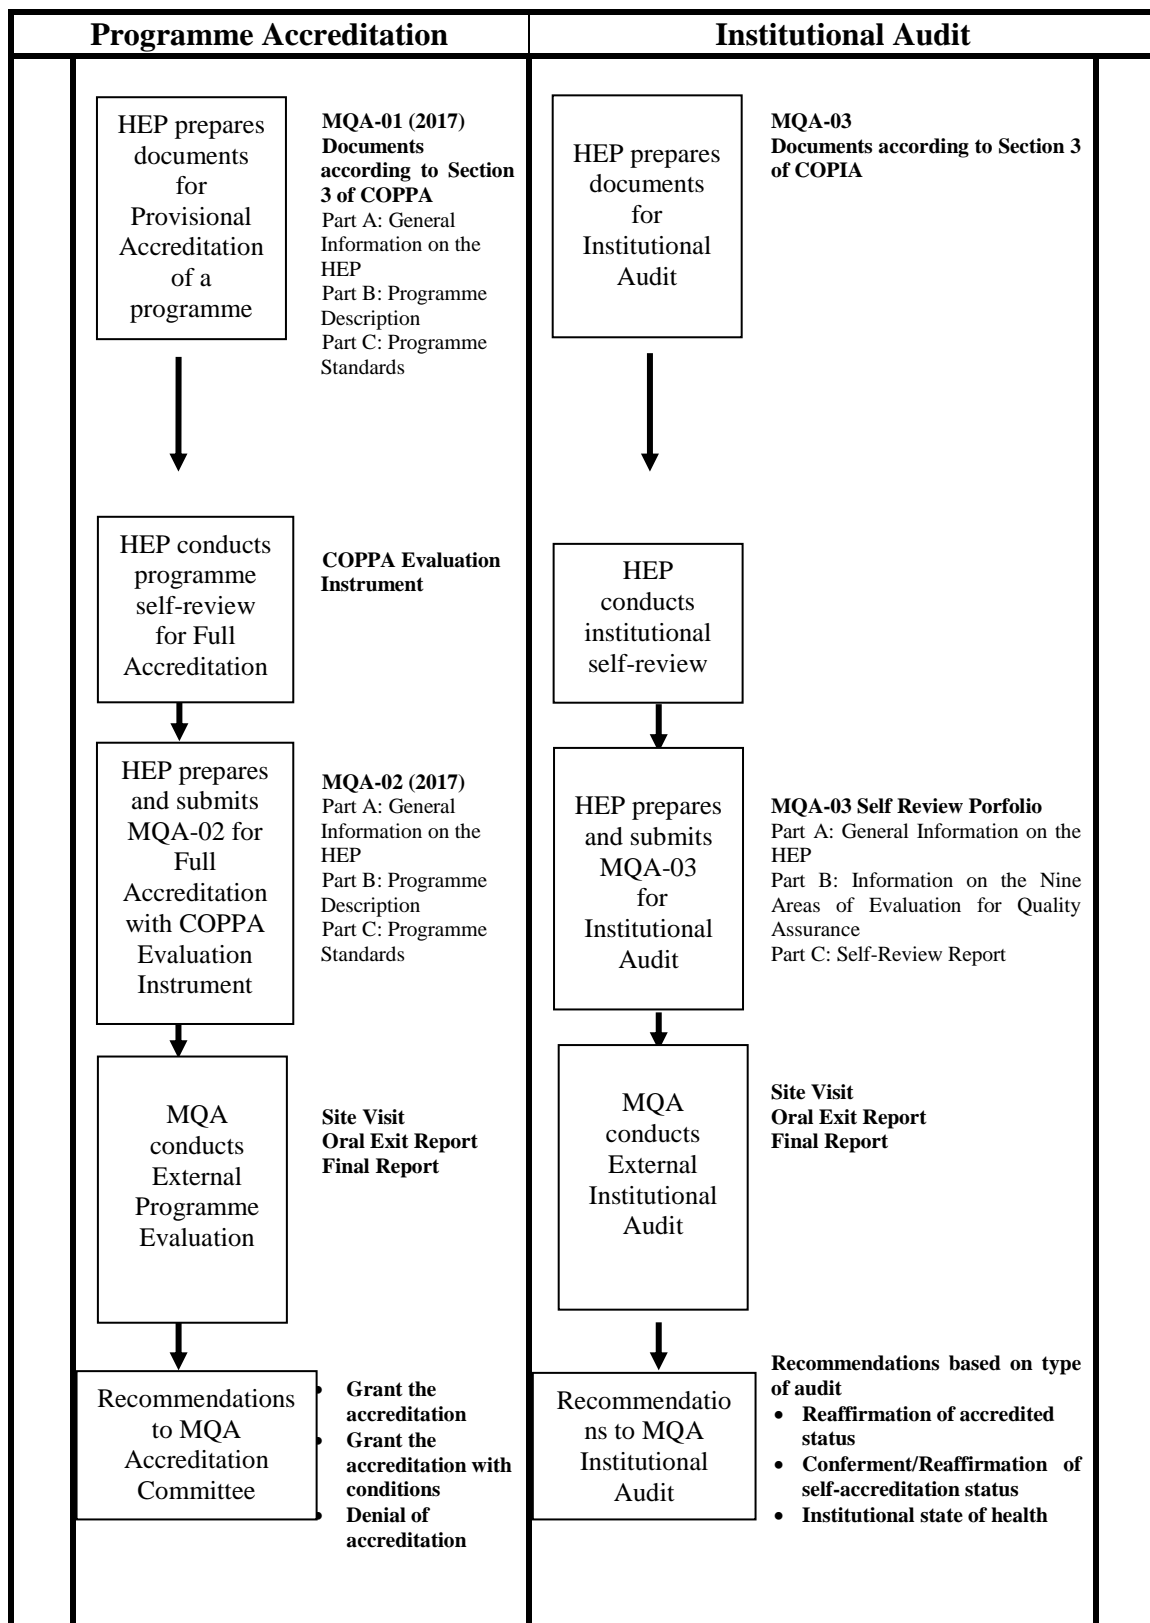 Programme Accreditation
Institutional Audit
HEP prepares
documents
for
Provisional
Accreditation
of a
programme
MQA-01 (2017)
Documents
according to Section
3 of COPPA
Part A: General
Information on the
HEP
Part B: Programme
Description
Part C: Programme
Standards
HEP prepares
documents
for
Institutional
Audit
MQA-03
Documents according to Section 3
of COPIA
HEP conducts
programme
self-review
for Full
Accreditation
COPPA Evaluation
Instrument
HEP
conducts
institutional
self-review
HEP prepares
and submits
MQA-02 for
Full
Accreditation
with COPPA
Evaluation
Instrument
MQA-02 (2017)
Part A: General
Information on the
HEP
Part B: Programme
Description
Part C: Programme
Standards
HEP prepares
and submits
MQA-03
for
Institutional
Audit
MQA-03 Self Review Porfolio
Part A: General Information on the
HEP
Part B: Information on the Nine
Areas of Evaluation for Quality
Assurance
Part C: Self-Review Report
MQA
conducts
External
Programme
Evaluation
Site Visit
Oral Exit Report
Final Report
MQA
conducts
External
Institutional
Audit
Site Visit
Oral Exit Report
Final Report
Recommendations
to MQA
Accreditation
Committee
• Grant the
accreditation
• Grant the
accreditation with
conditions
• Denial of
accreditation
Recommendatio
ns to MQA
Institutional
Audit
Recommendations based on type
of audit
• Reaffirmation of accredited
status
• Conferment/Reaffirmation of
self-accreditation status
• Institutional state of health